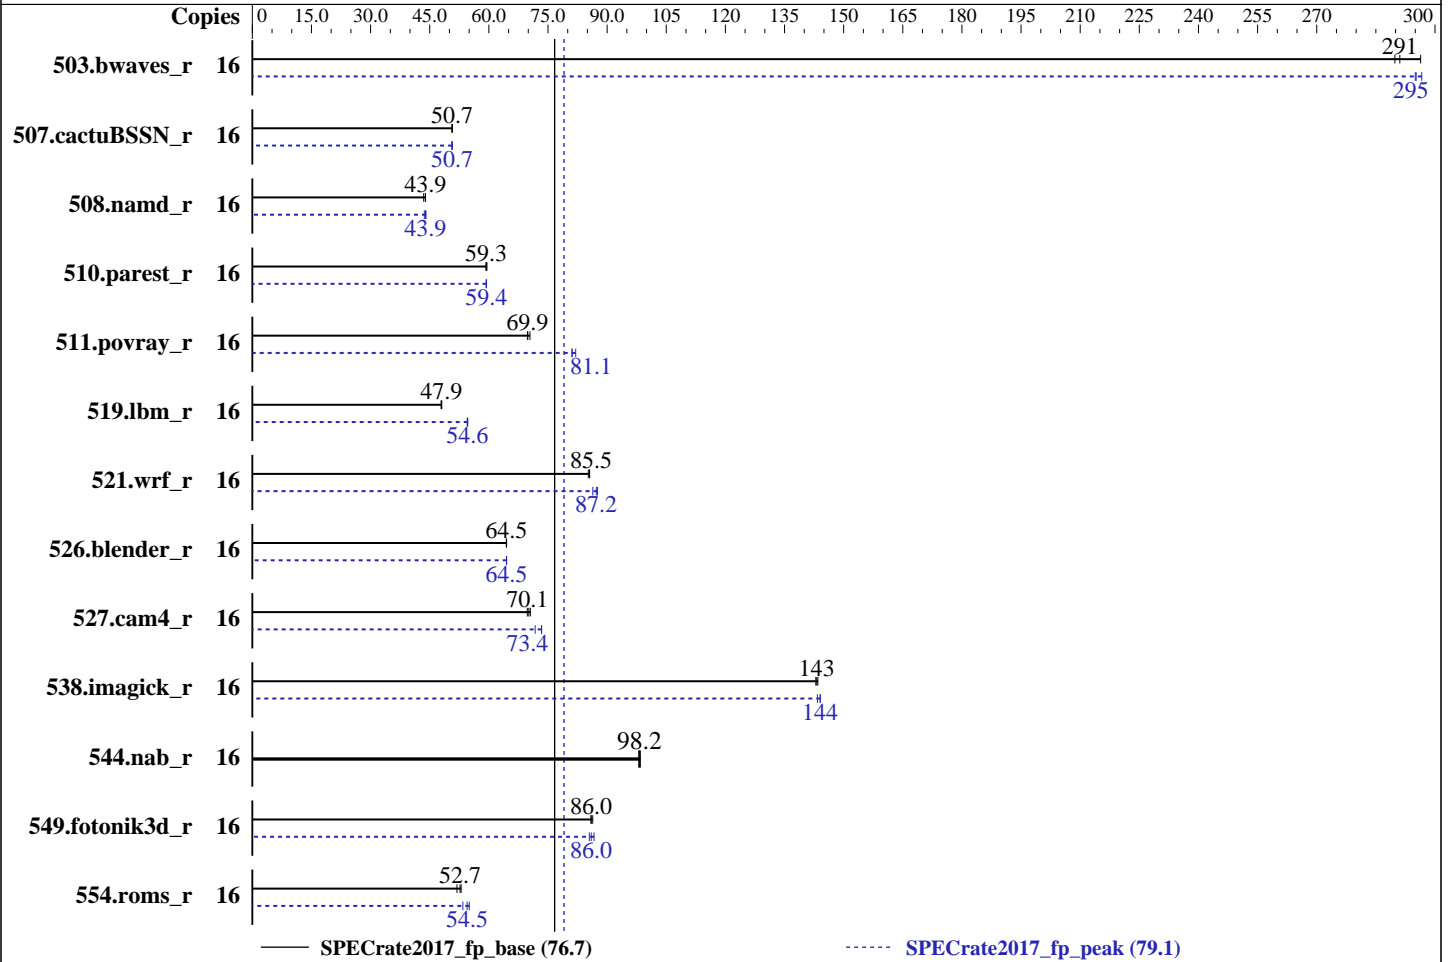 Copies 0 15.0 30.0 45.0 60.0 75.0 90.0 105 120 135 150 165 180 195 210 225 240 255 270 300
291
503.bwaves_r 16
295
50.7
507.cactuBSSN_r 16
50.7
43.9
508.namd_r 16
43.9
59.3
510.parest_r 16
59.4
69.9
511.povray_r 16
81.1
47.9
519.lbm_r 16
54.6
85.5
521.wrf_r 16
87.2
64.5
526.blender_r 16
64.5
70.1
527.cam4_r 16
73.4
143
538.imagick_r 16
144
98.2
544.nab_r 16
86.0
549.fotonik3d_r 16
86.0
52.7
554.roms_r 16
54.5
SPECrate2017_fp_base (76.7) SPECrate2017_fp_peak (79.1)